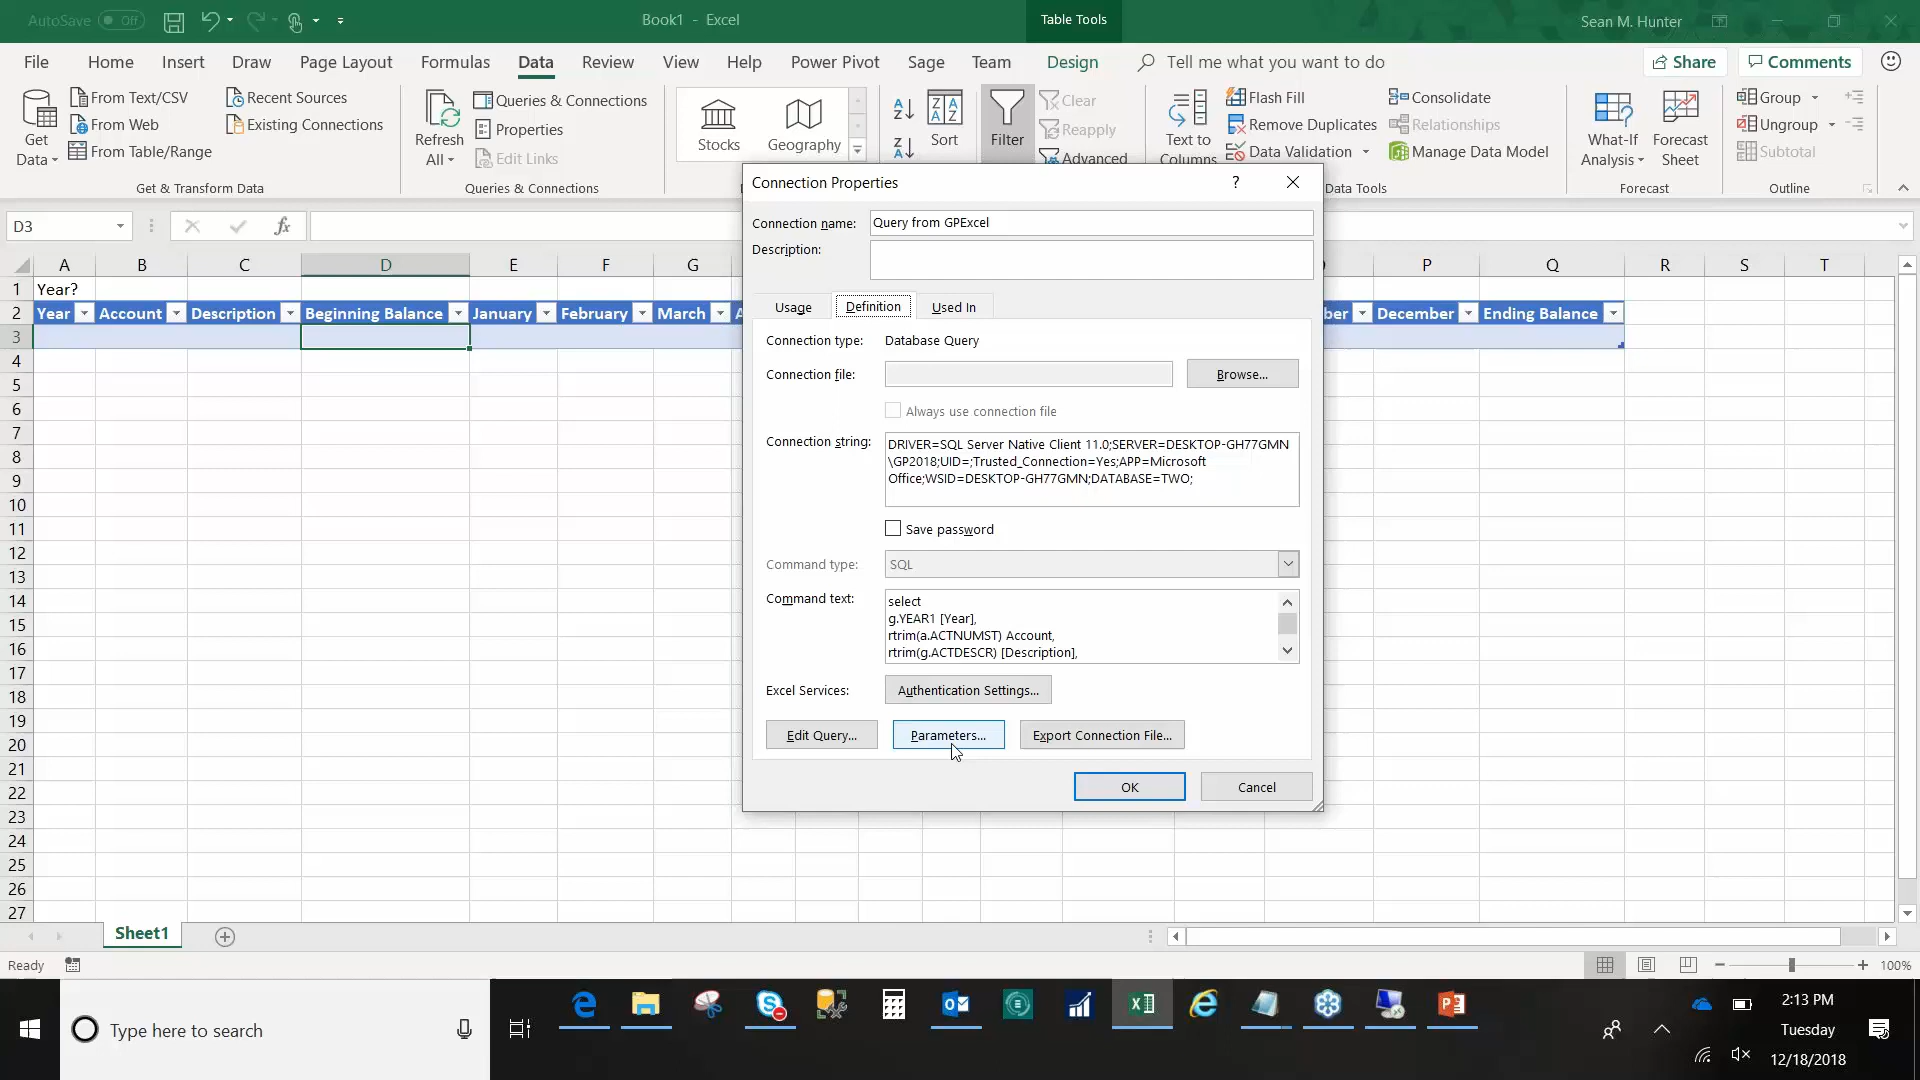 AutoSave Off
Book1 - Excel
Table Tools
Sean M. Hunter
File Home Insert Draw Page Layout Formulas Data Review View Help Power Pivot Sage Team Design Tell me what you want to do Share Comments
Get Data
From Text/CSV
From Web
From Table/Range
Recent Sources
Existing Connections
Get & Transform Data
Refresh All
Queries & Connections
Properties
Edit Links
Queries & Connections
Stocks
Geography
Sort
Filter
Clear
Reapply
Advanced
Text to Columns
Flash Fill
Remove Duplicates
Data Validation
Consolidate
Relationships
Manage Data Model
Data Tools
What-If Analysis
Forecast Sheet
Forecast
Group
Ungroup
Subtotal
Outline
D3
fx
A B C D E F G P Q R S T
1 Year?
2 Year Account Description Beginning Balance January February March A ber December Ending Balance
3
4
5
6
7
8
9
10
11
12
13
14
15
16
17
18
19
20
21
22
23
24
25
26
27
Connection Properties
?
Connection name: Query from GPExcel
Description:
Usage Definition Used In
Connection type: Database Query
Connection file: Browse...
Always use connection file
Connection string: DRIVER=SQL Server Native Client 11.0;SERVER=DESKTOP-GH77GMN
\GP2018;UID=;Trusted_Connection=Yes;APP=Microsoft
Office;WSID=DESKTOP-GH77GMN;DATABASE=TWO;
Save password
Command type: SQL
Command text: select
g.YEAR1 [Year],
rtrim(a.ACTNUMST) Account,
rtrim(g.ACTDESCR) [Description],
Excel Services: Authentication Settings...
Edit Query... Parameters... Export Connection File...
OK Cancel
Sheet1
Ready
100%
Type here to search
2:13 PM
Tuesday
12/18/2018